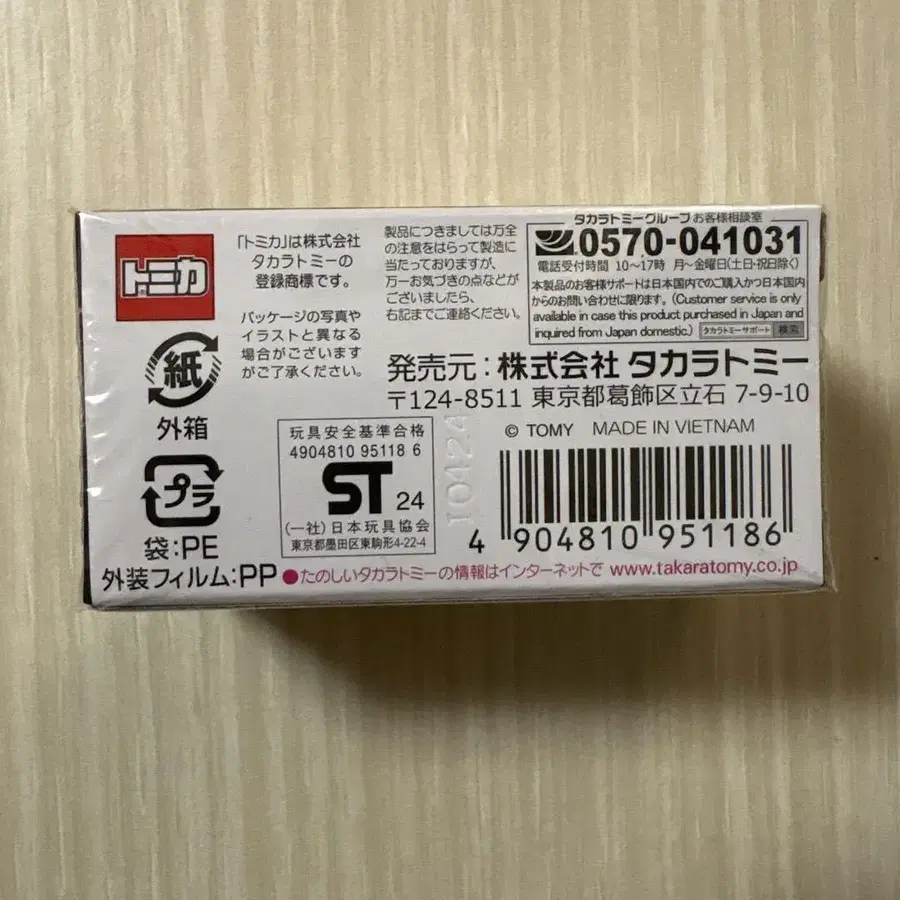 トミカ
「トミカ」は株式会社
タカラトミーの
登録商標です。
パッケージの写真や
イラストと異なる
場合がございます
がご了承ください。
製品につきましては万全
の注意をはらって製造に
当たっておりますが、
万一お気づきの点などが
ございましたら、
右記までご連絡ください。
タカラトミーグループ お客様相談室
0570-041031
電話受付時間 10〜17時 月〜金曜日(土日・祝日除く)
本製品のお客様サポートは日本国内でのご購入かつ日本国内
からのお問い合わせに限ります。(Customer service is only
available in case this product purchased in Japan and
inquired from Japan domestic.)
タカラトミーサポート 検索
発売元:株式会社 タカラトミー
〒124-8511 東京都葛飾区立石 7-9-10
紙
外箱
プラ
袋:PE
外装フィルム:PP
玩具安全基準合格
4904810 95118 6
ST 24
(一社)日本玩具協会
東京都墨田区東駒形4-22-4
© TOMY MADE IN VIETNAM
4 904810 951186
●たのしいタカラトミーの情報はインターネットで www.takaratomy.co.jp